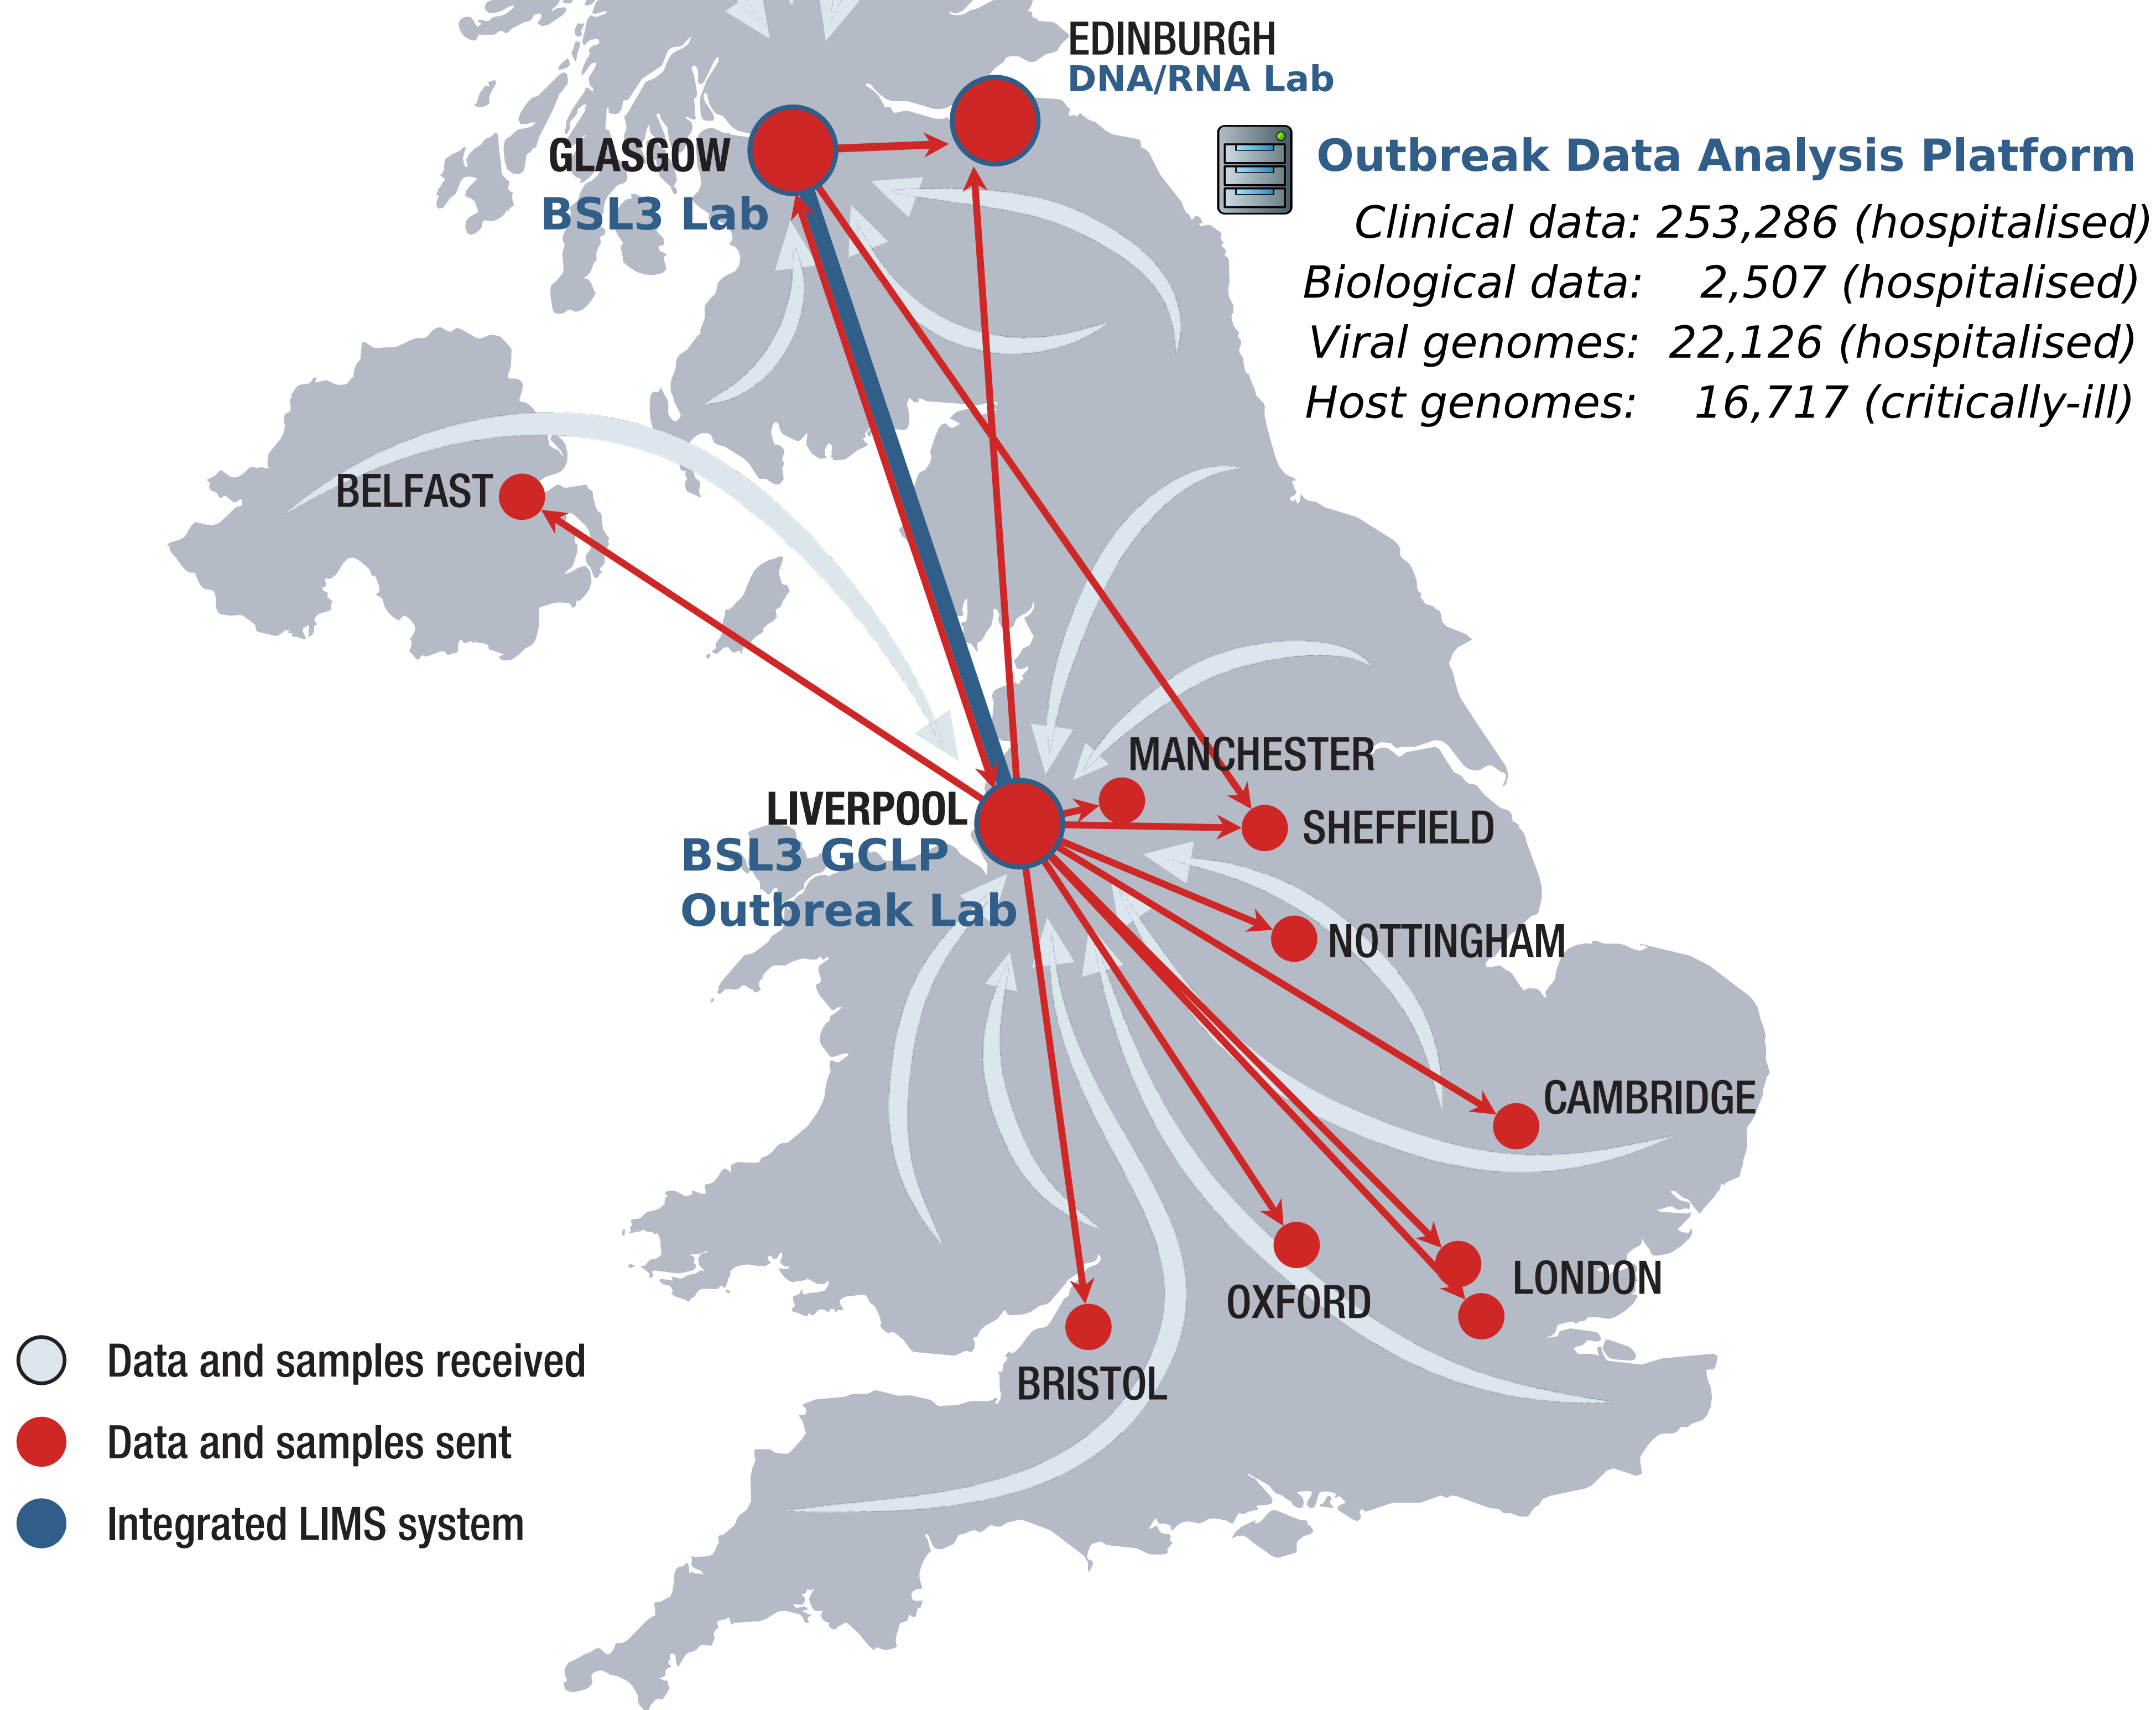 EDINBURGH
DNA/RNA Lab
GLASGOW
BSL3 Lab
Outbreak Data Analysis Platform
Clinical data: 253,286 (hospitalised)
Biological data: 2,507 (hospitalised)
Viral genomes: 22,126 (hospitalised)
Host genomes: 16,717 (critically-ill)
BELFAST
MANCHESTER
LIVERPOOL
BSL3 GCLP
Outbreak Lab
SHEFFIELD
NOTTINGHAM
CAMBRIDGE
LONDON
OXFORD
BRISTOL
Data and samples received
Data and samples sent
Integrated LIMS system